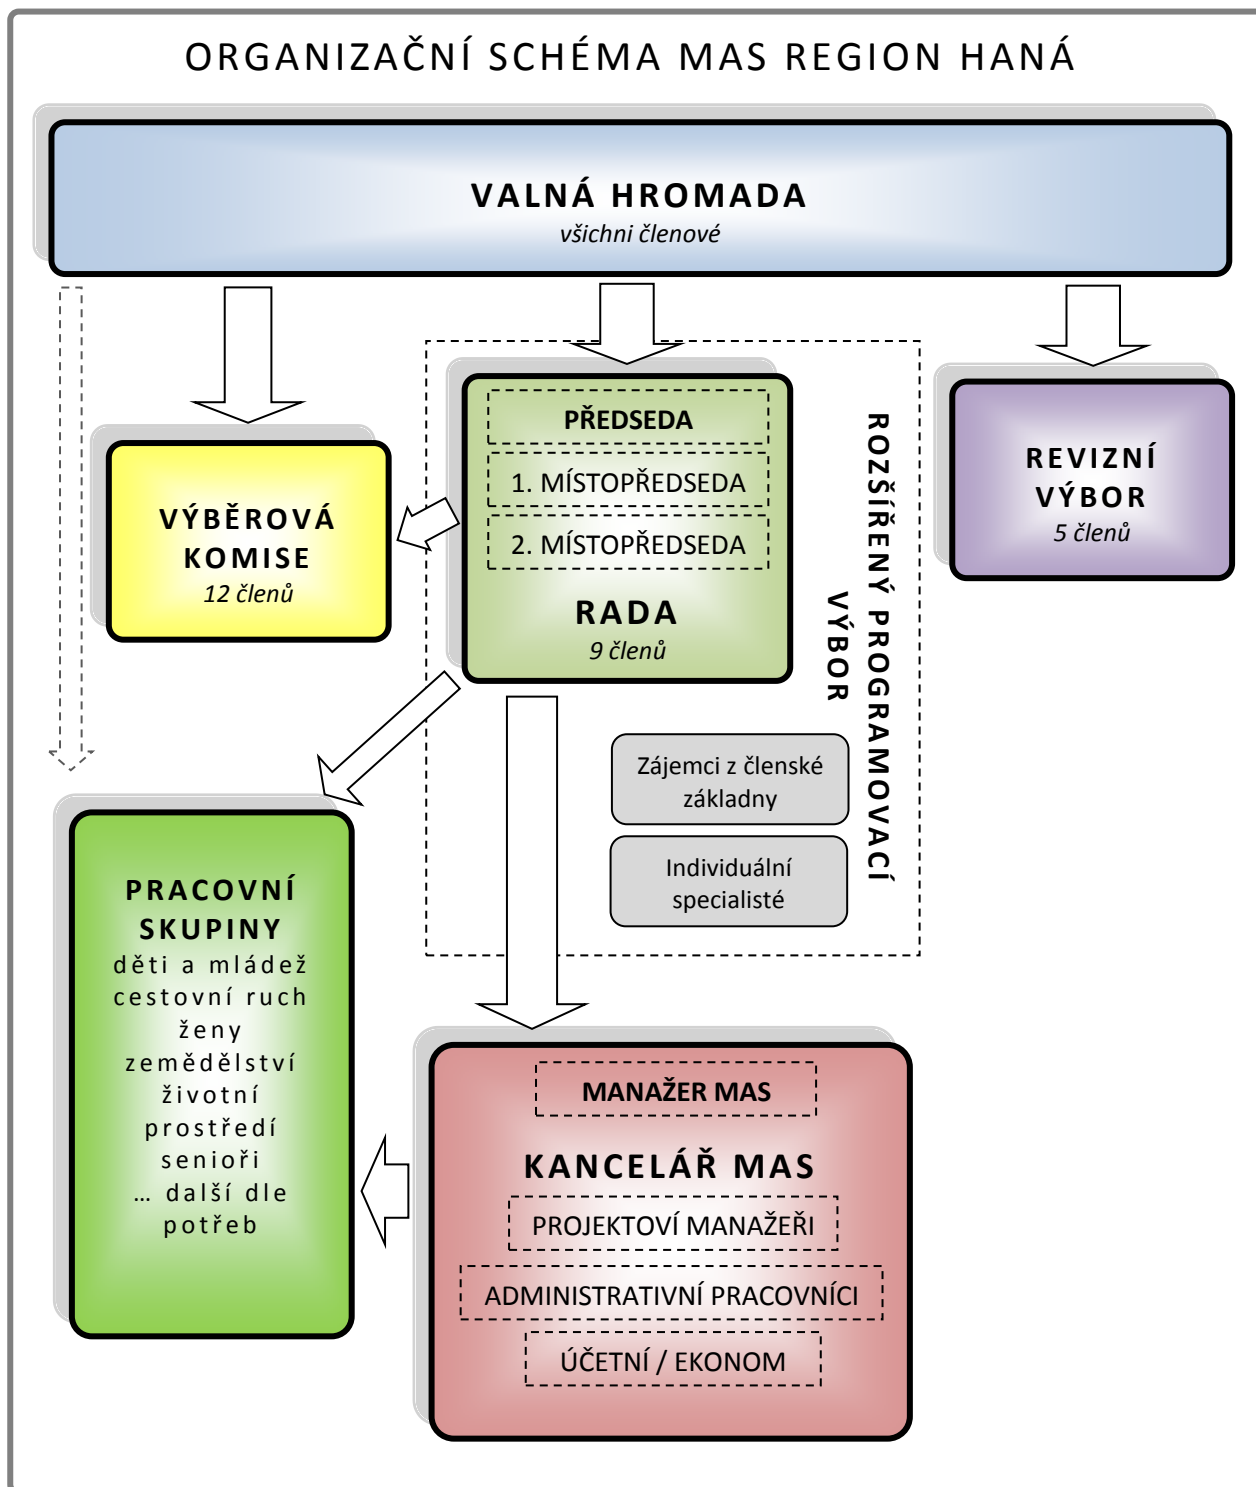 ORGANIZAČNÍ SCHÉMA MAS REGION HANÁ
VALNÁ HROMADA
všichni členové
VÝBĚROVÁ
KOMISE
12 členů
PŘEDSEDA
1. MÍSTOPŘEDSEDA
2. MÍSTOPŘEDSEDA
RADA
9 členů
ROZŠÍŘENÝ PROGRAMOVACÍ
VÝBOR
REVIZNÍ
VÝBOR
5 členů
Zájemci z členské
základny
Individuální
specialisté
PRACOVNÍ
SKUPINY
děti a mládež
cestovní ruch
ženy
zemědělství
životní
prostředí
senioři
… další dle
potřeb
MANAŽER MAS
KANCELÁŘ MAS
PROJEKTOVÍ MANAŽEŘI
ADMINISTRATIVNÍ PRACOVNÍCI
ÚČETNÍ / EKONOM